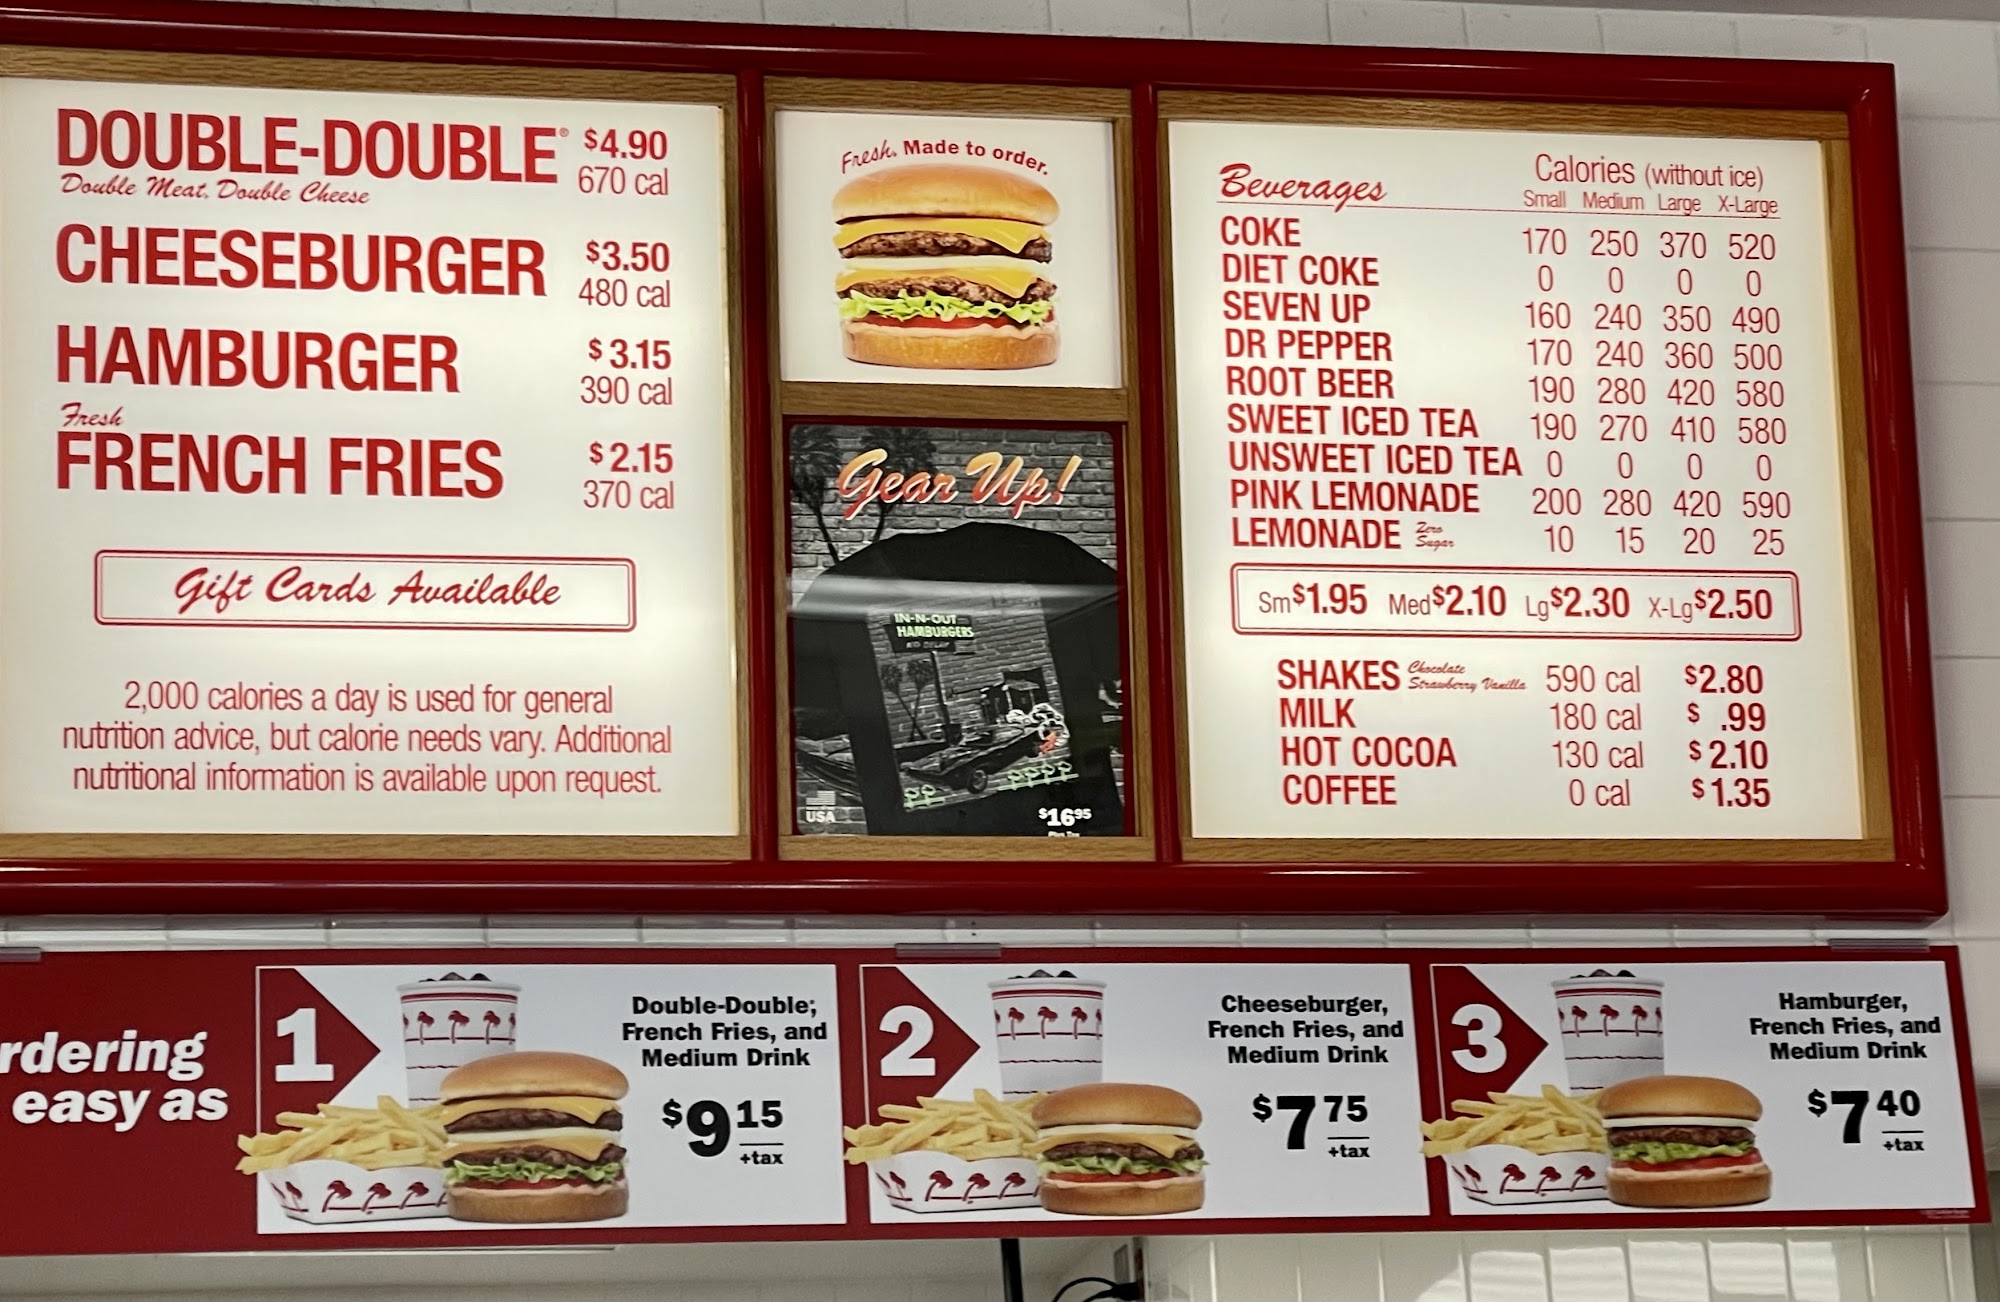 DOUBLE-DOUBLE® $4.90
Double Meat, Double Cheese 670 cal
CHEESEBURGER $3.50
480 cal
HAMBURGER $3.15
390 cal
Fresh
FRENCH FRIES $2.15
370 cal
Gift Cards Available
2,000 calories a day is used for general
nutrition advice, but calorie needs vary. Additional
nutritional information is available upon request.
Fresh. Made to order.
Gear Up!
IN-N-OUT
HAMBURGERS
NO DELAY
USA
$16.95
Plus Tax
Beverages Calories (without ice)
Small Medium Large X-Large
COKE 170 250 370 520
DIET COKE 0 0 0 0
SEVEN UP 160 240 350 490
DR PEPPER 170 240 360 500
ROOT BEER 190 280 420 580
SWEET ICED TEA 190 270 410 580
UNSWEET ICED TEA 0 0 0 0
PINK LEMONADE 200 280 420 590
LEMONADE Zero Sugar 10 15 20 25
Sm$1.95 Med$2.10 Lg$2.30 X-Lg$2.50
SHAKES Chocolate Strawberry Vanilla 590 cal $2.80
MILK 180 cal $ .99
HOT COCOA 130 cal $2.10
COFFEE 0 cal $1.35
rdering
easy as
1
Double-Double,
French Fries, and
Medium Drink
$9 15
+tax
2
Cheeseburger,
French Fries, and
Medium Drink
$7 75
+tax
3
Hamburger,
French Fries, and
Medium Drink
$7 40
+tax